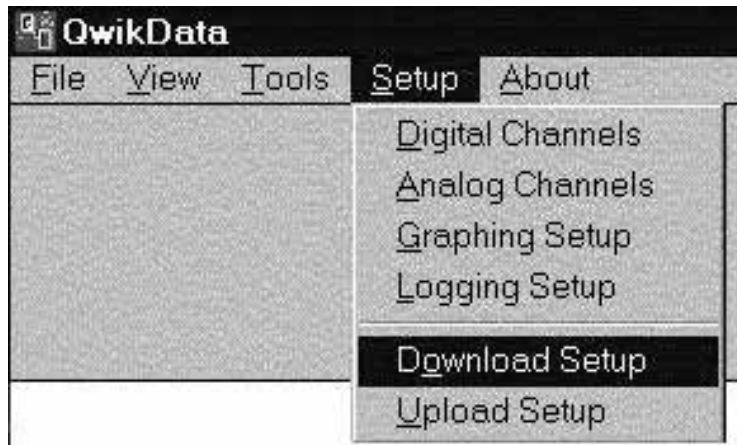 QwikData
File View Tools Setup About
Digital Channels
Analog Channels
Graphing Setup
Logging Setup
Download Setup
Upload Setup